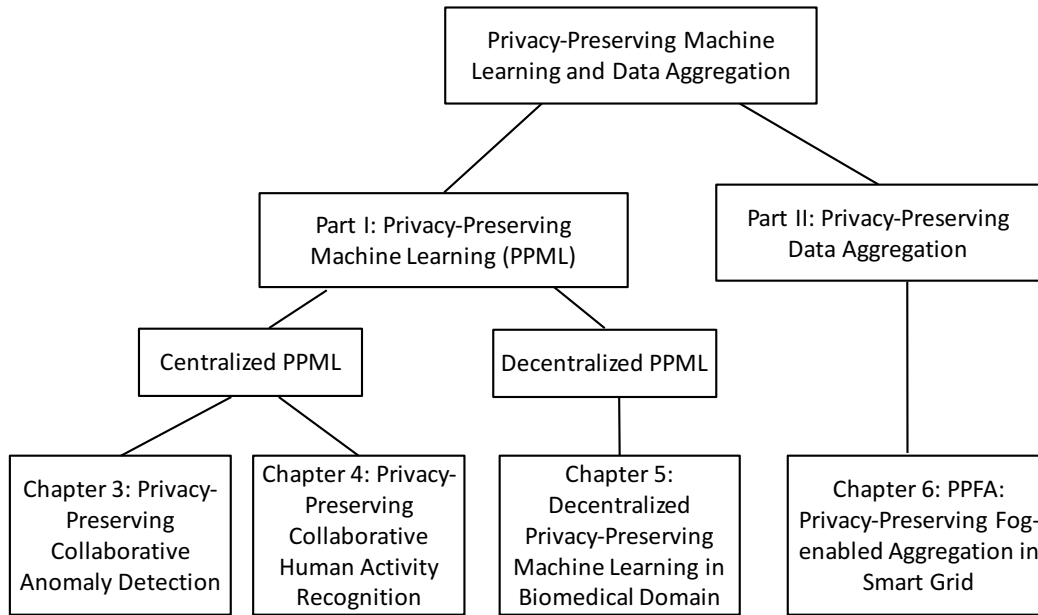 Privacy-Preserving Machine
Learning and Data Aggregation
Part I: Privacy-Preserving
Machine Learning (PPML)
Part II: Privacy-Preserving
Data Aggregation
Centralized PPML
Decentralized PPML
Chapter 3: Privacy-
Preserving
Collaborative
Anomaly Detection
Chapter 4: Privacy-
Preserving
Collaborative
Human Activity
Recognition
Chapter 5:
Decentralized
Privacy-Preserving
Machine Learning in
Biomedical Domain
Chapter 6: PPFA:
Privacy-Preserving Fog-
enabled Aggregation in
Smart Grid